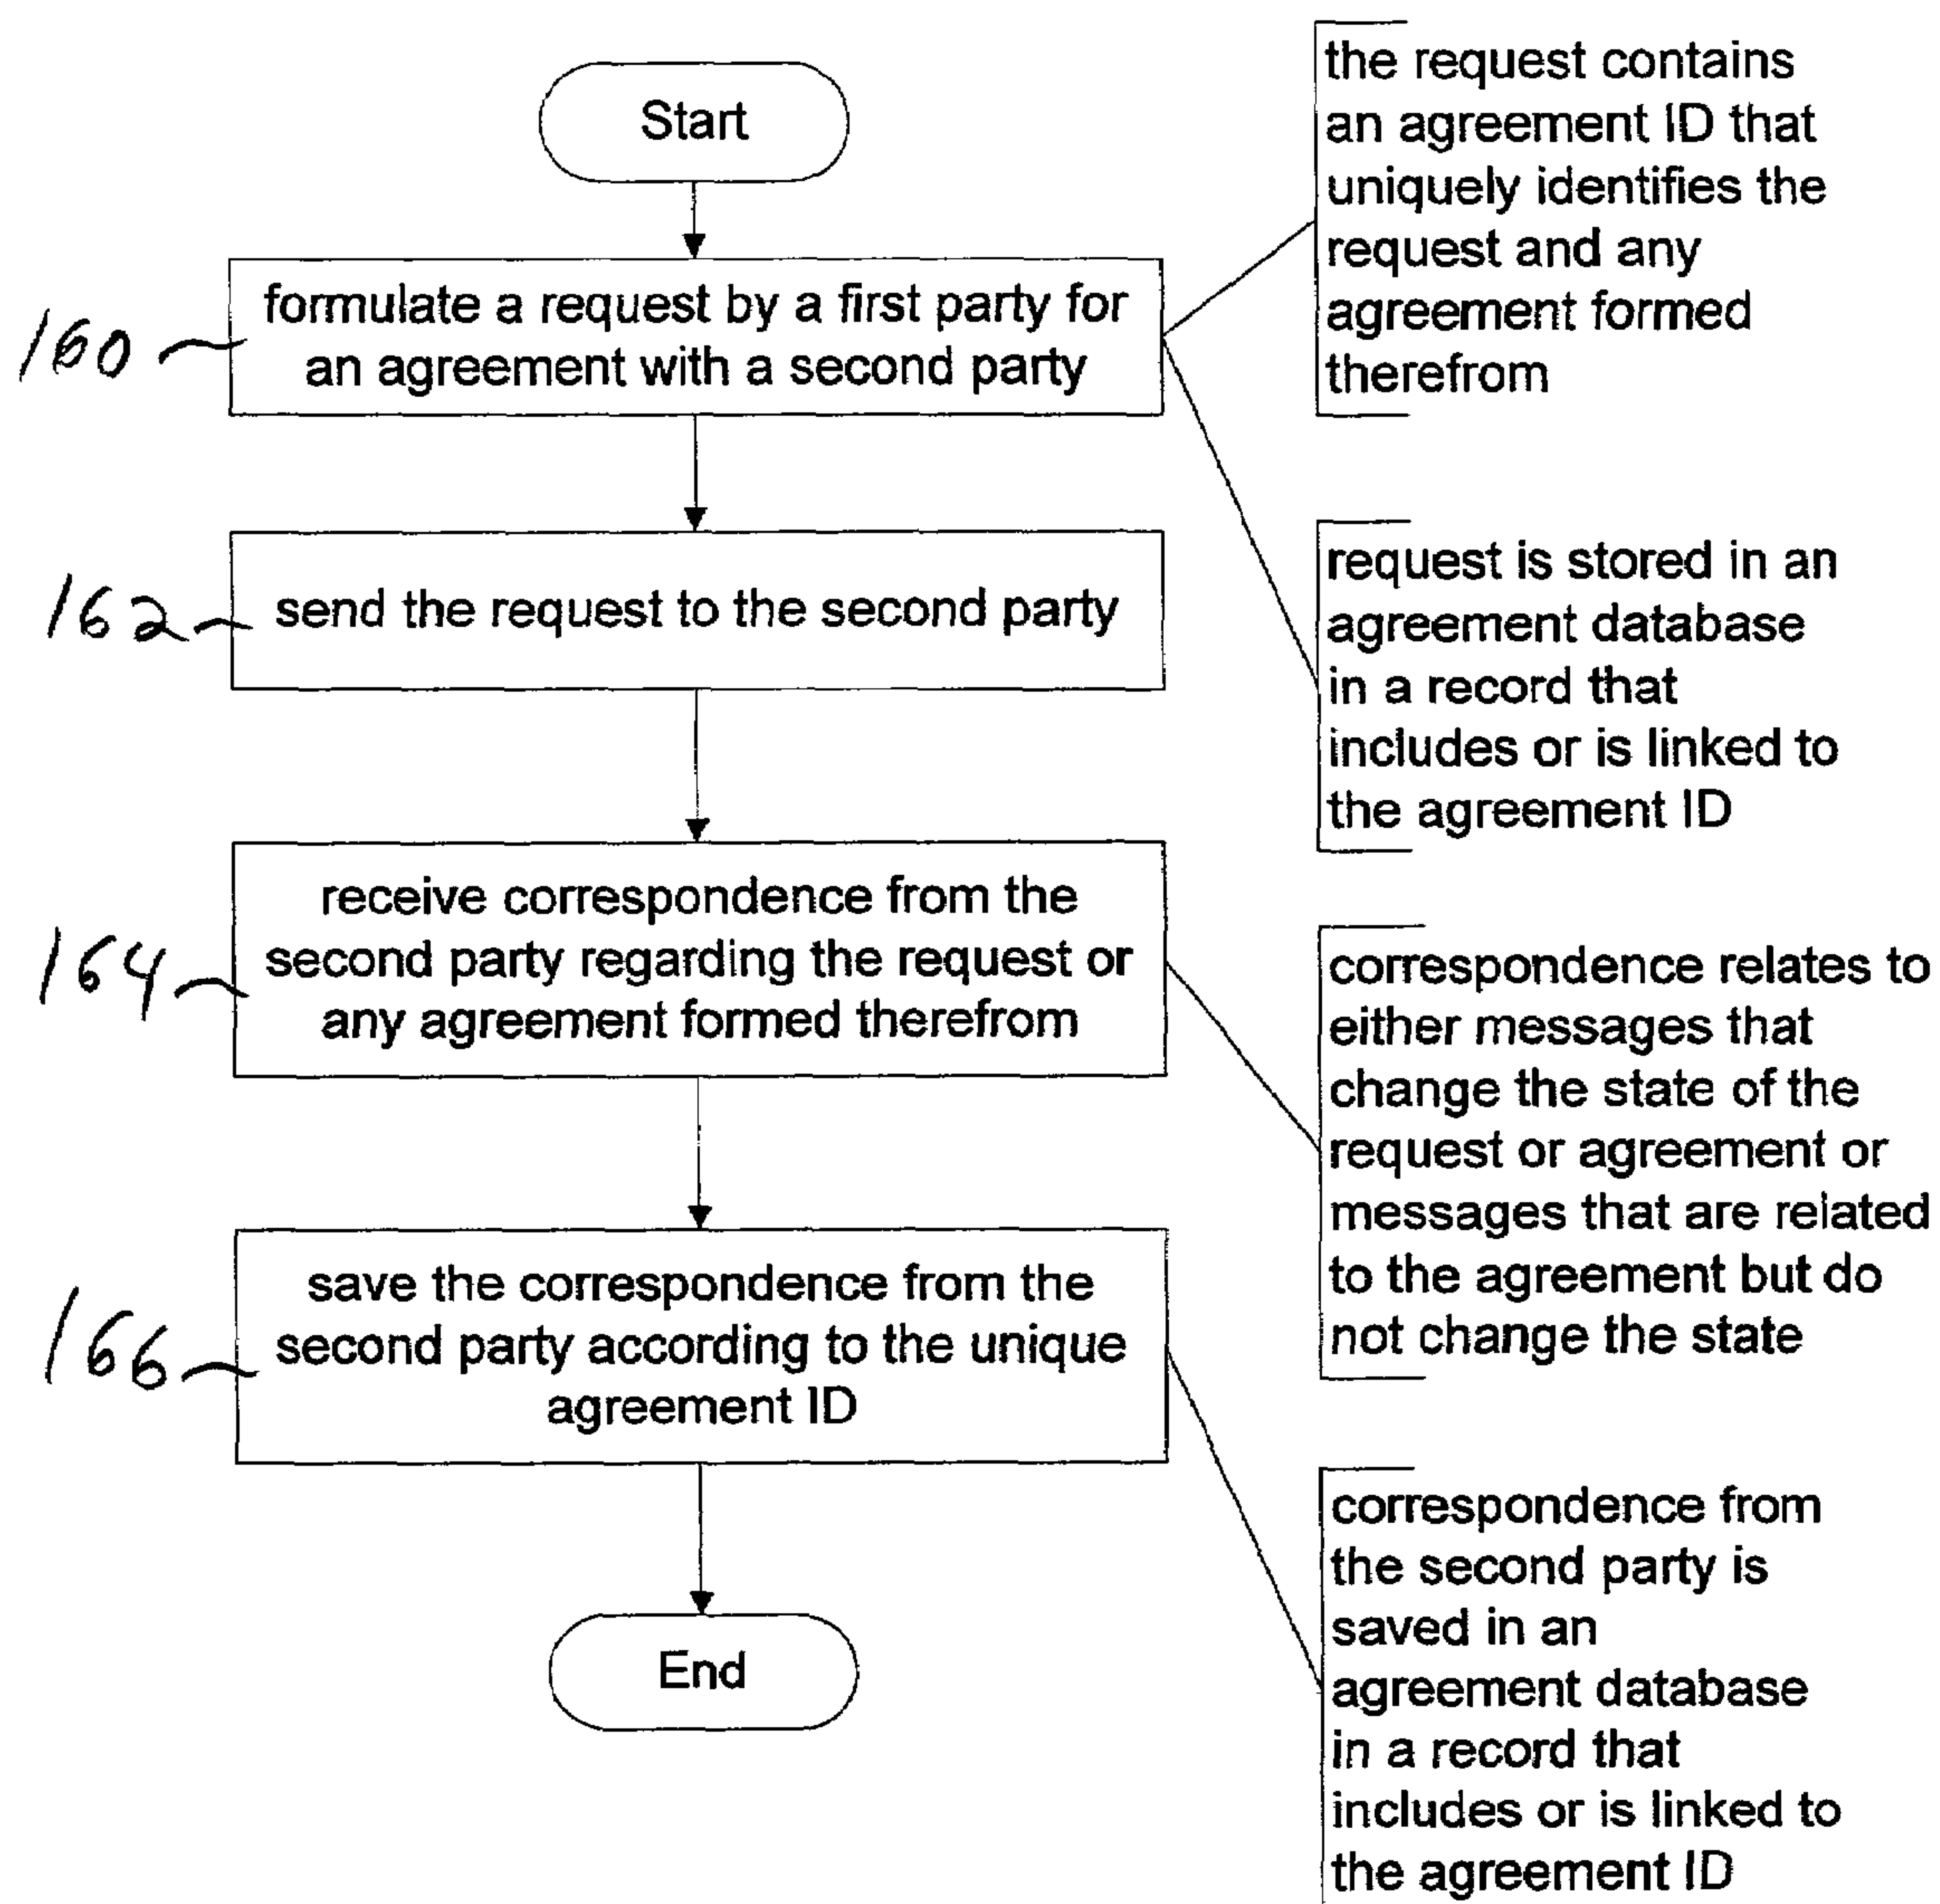 Start
160
formulate a request by a first party for
an agreement with a second party
the request contains
an agreement ID that
uniquely identifies the
request and any
agreement formed
therefrom
request is stored in an
agreement database
in a record that
includes or is linked to
the agreement ID
162
send the request to the second party
164
receive correspondence from the
second party regarding the request or
any agreement formed therefrom
correspondence relates to
either messages that
change the state of the
request or agreement or
messages that are related
to the agreement but do
not change the state
166
save the correspondence from the
second party according to the unique
agreement ID
correspondence from
the second party is
saved in an
agreement database
in a record that
includes or is linked to
the agreement ID
End